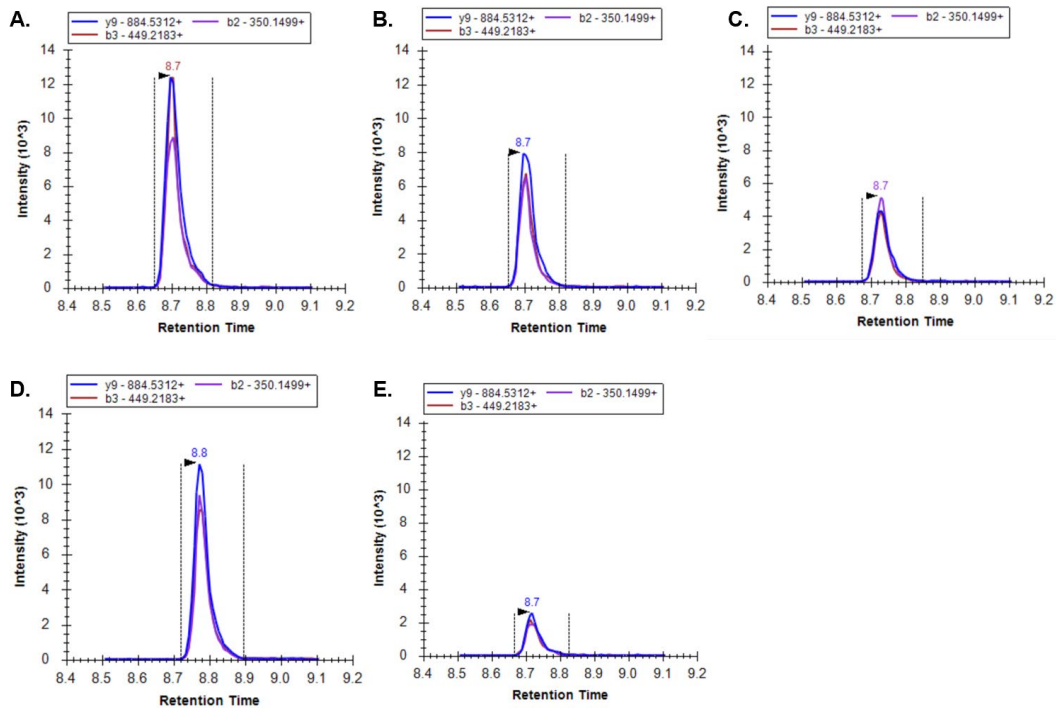 A.
y9 - 884.5312+ b2 - 350.1499+
b3 - 449.2183+
14
12
10
8
6
4
2
0
Intensity (10^3)
8.7
8.4 8.5 8.6 8.7 8.8 8.9 9.0 9.1 9.2
Retention Time
B.
y9 - 884.5312+ b2 - 350.1499+
b3 - 449.2183+
14
12
10
8
6
4
2
0
Intensity (10^3)
8.7
8.4 8.5 8.6 8.7 8.8 8.9 9.0 9.1 9.2
Retention Time
C.
y9 - 884.5312+ b2 - 350.1499+
b3 - 449.2183+
14
12
10
8
6
4
2
0
Intensity (10^3)
8.7
8.4 8.5 8.6 8.7 8.8 8.9 9.0 9.1 9.2
Retention Time
D.
y9 - 884.5312+ b2 - 350.1499+
b3 - 449.2183+
14
12
10
8
6
4
2
0
Intensity (10^3)
8.8
8.4 8.5 8.6 8.7 8.8 8.9 9.0 9.1 9.2
Retention Time
E.
y9 - 884.5312+ b2 - 350.1499+
b3 - 449.2183+
14
12
10
8
6
4
2
0
Intensity (10^3)
8.7
8.4 8.5 8.6 8.7 8.8 8.9 9.0 9.1 9.2
Retention Time